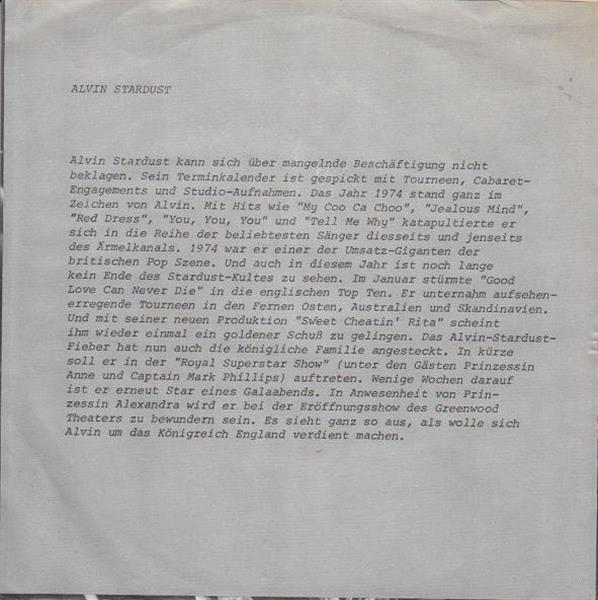 ALVIN STARDUST
Alvin Stardust kann sich über mangelnde Beschäftigung nicht
beklagen. Sein Terminkalender ist gespickt mit Tourneen, Cabaret-
Engagements und Studio-Aufnahmen. Das Jahr 1974 stand ganz im
Zeichen von Alvin. Mit Hits wie "My Coo Ca Choo", "Jealous Mind",
"Red Dress", "You, You, You" und "Tell Me Why" katapultierte er
sich in die Reihe der beliebtesten Sänger diesseits und jenseits
des Ärmelkanals. 1974 war er einer der Umsatz-Giganten der
britischen Pop Szene. Und auch in diesem Jahr ist noch lange
kein Ende des Stardust-Kultes zu sehen. Im Januar stürmte "Good
Love Can Never Die" in die englischen Top Ten. Er unternahm aufsehen-
erregende Tourneen in den Fernen Osten, Australien und Skandinavien.
Und mit seiner neuen Produktion "Sweet Cheatin' Rita" scheint
ihm wieder einmal ein goldener Schuß zu gelingen. Das Alvin-Stardust-
Fieber hat nun auch die königliche Familie angesteckt. In kürze
soll er in der "Royal Superstar Show" (unter den Gästen Prinzessin
Anne und Captain Mark Phillips) auftreten. Wenige Wochen darauf
ist er erneut Star eines Galaabends. In Anwesenheit von Prin-
zessin Alexandra wird er bei der Eröffnungsshow des Greenwood
Theaters zu bewundern sein. Es sieht ganz so aus, als wolle sich
Alvin um das Königreich England verdient machen.